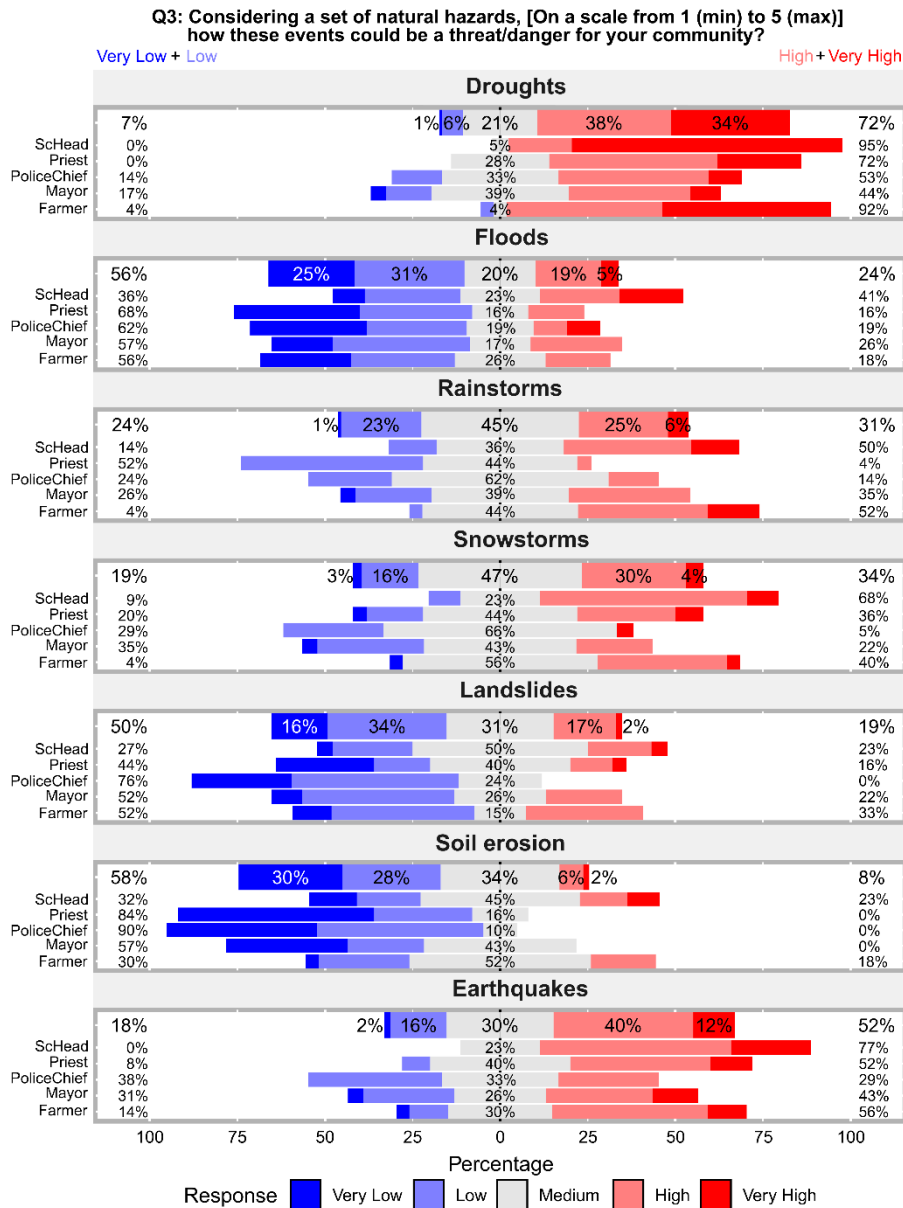 Q3: Considering a set of natural hazards, [On a scale from 1 (min) to 5 (max)]
how these events could be a threat/danger for your community?
Very Low + Low High + Very High
Droughts
7% 1% 6% 21% 38% 34% 72%
ScHead 0% 5% 95%
Priest 0% 28% 72%
PoliceChief 14% 33% 53%
Mayor 17% 39% 44%
Farmer 4% 4% 92%
Floods
56% 25% 31% 20% 19% 5% 24%
ScHead 36% 23% 41%
Priest 68% 16% 16%
PoliceChief 62% 19% 19%
Mayor 57% 17% 26%
Farmer 56% 26% 18%
Rainstorms
24% 1% 23% 45% 25% 6% 31%
ScHead 14% 36% 50%
Priest 52% 44% 4%
PoliceChief 24% 62% 14%
Mayor 26% 39% 35%
Farmer 4% 44% 52%
Snowstorms
19% 3% 16% 47% 30% 4% 34%
ScHead 9% 23% 68%
Priest 20% 44% 36%
PoliceChief 29% 66% 5%
Mayor 35% 43% 22%
Farmer 4% 56% 40%
Landslides
50% 16% 34% 31% 17% 2% 19%
ScHead 27% 50% 23%
Priest 44% 40% 16%
PoliceChief 76% 24% 0%
Mayor 52% 26% 22%
Farmer 52% 15% 33%
Soil erosion
58% 30% 28% 34% 6% 2% 8%
ScHead 32% 45% 23%
Priest 84% 16% 0%
PoliceChief 90% 10% 0%
Mayor 57% 43% 0%
Farmer 30% 52% 18%
Earthquakes
18% 2% 16% 30% 40% 12% 52%
ScHead 0% 23% 77%
Priest 8% 40% 52%
PoliceChief 38% 33% 29%
Mayor 31% 26% 43%
Farmer 14% 30% 56%
100 75 50 25 0 25 50 75 100
Percentage
Response Very Low Low Medium High Very High